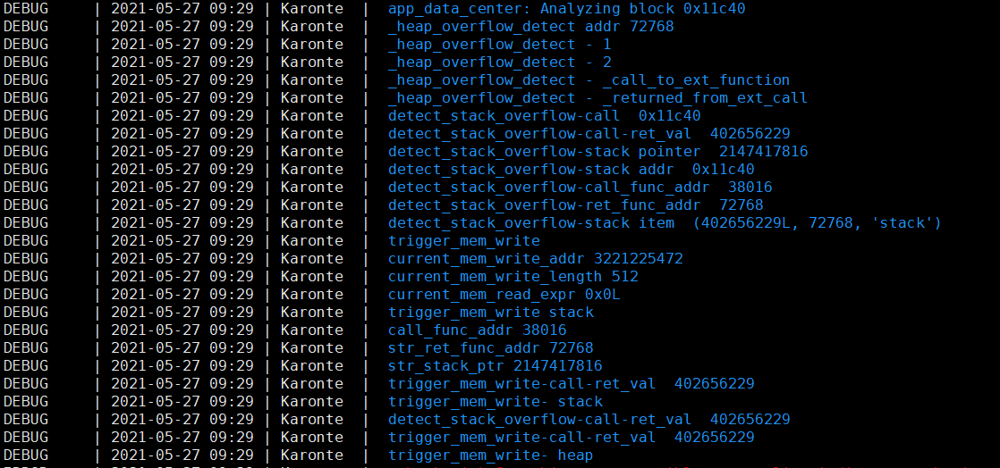 DEBUG | 2021-05-27 09:29 | Karonte | app_data_center: Analyzing block 0x11c40
DEBUG | 2021-05-27 09:29 | Karonte | _heap_overflow_detect addr 72768
DEBUG | 2021-05-27 09:29 | Karonte | _heap_overflow_detect - 1
DEBUG | 2021-05-27 09:29 | Karonte | _heap_overflow_detect - 2
DEBUG | 2021-05-27 09:29 | Karonte | _heap_overflow_detect - _call_to_ext_function
DEBUG | 2021-05-27 09:29 | Karonte | _heap_overflow_detect - _returned_from_ext_call
DEBUG | 2021-05-27 09:29 | Karonte | detect_stack_overflow-call 0x11c40
DEBUG | 2021-05-27 09:29 | Karonte | detect_stack_overflow-call-ret_val 402656229
DEBUG | 2021-05-27 09:29 | Karonte | detect_stack_overflow-stack pointer 2147417816
DEBUG | 2021-05-27 09:29 | Karonte | detect_stack_overflow-stack addr 0x11c40
DEBUG | 2021-05-27 09:29 | Karonte | detect_stack_overflow-call_func_addr 38016
DEBUG | 2021-05-27 09:29 | Karonte | detect_stack_overflow-ret_func_addr 72768
DEBUG | 2021-05-27 09:29 | Karonte | detect_stack_overflow-stack item (402656229L, 72768, 'stack')
DEBUG | 2021-05-27 09:29 | Karonte | trigger_mem_write
DEBUG | 2021-05-27 09:29 | Karonte | current_mem_write_addr 3221225472
DEBUG | 2021-05-27 09:29 | Karonte | current_mem_write_length 512
DEBUG | 2021-05-27 09:29 | Karonte | current_mem_read_expr 0x0L
DEBUG | 2021-05-27 09:29 | Karonte | trigger_mem_write stack
DEBUG | 2021-05-27 09:29 | Karonte | call_func_addr 38016
DEBUG | 2021-05-27 09:29 | Karonte | str_ret_func_addr 72768
DEBUG | 2021-05-27 09:29 | Karonte | str_stack_ptr 2147417816
DEBUG | 2021-05-27 09:29 | Karonte | trigger_mem_write-call-ret_val 402656229
DEBUG | 2021-05-27 09:29 | Karonte | trigger_mem_write- stack
DEBUG | 2021-05-27 09:29 | Karonte | detect_stack_overflow-call-ret_val 402656229
DEBUG | 2021-05-27 09:29 | Karonte | trigger_mem_write-call-ret_val 402656229
DEBUG | 2021-05-27 09:29 | Karonte | trigger_mem_write- heap